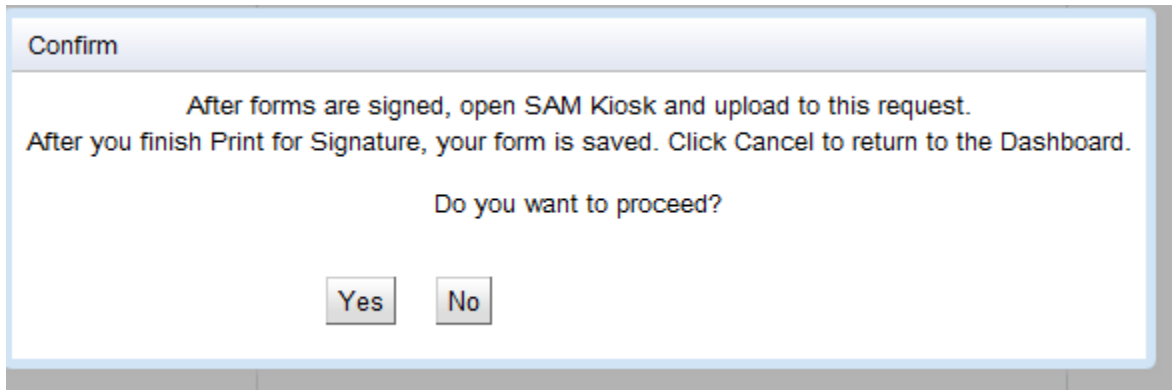 Confirm
After forms are signed, open SAM Kiosk and upload to this request.
After you finish Print for Signature, your form is saved. Click Cancel to return to the Dashboard.
Do you want to proceed?
Yes No